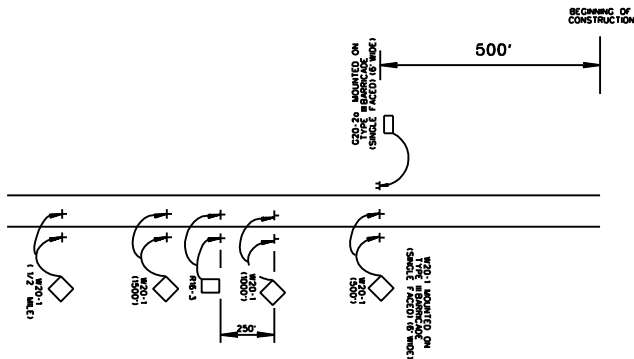 BEGINNING OF
CONSTRUCTION
500'
G20-2a MOUNTED ON
TYPE III BARRICADE
(SINGLE FACED) (6' WIDE)
W20-1
( 1/2 MILE)
W20-1
(1500')
R16-3
250'
W20-1
(1000')
W20-1
(500')
W20-1 MOUNTED ON
TYPE III BARRICADE
(SINGLE FACED) (6' WIDE)